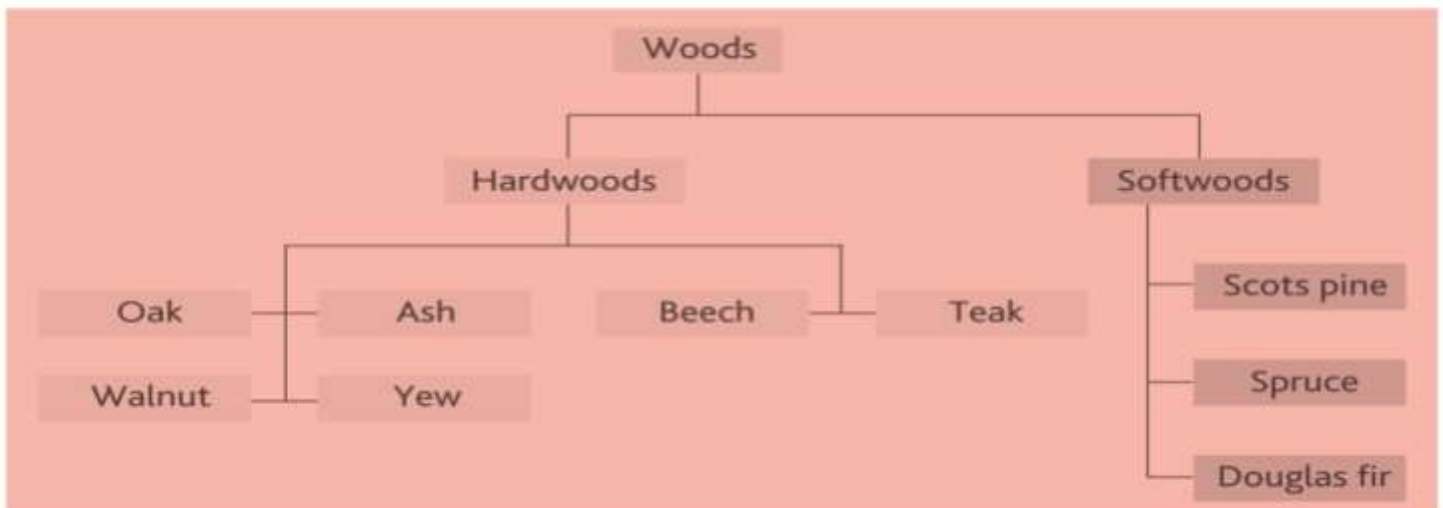 Woods
Hardwoods
Softwoods
Oak
Ash
Beech
Teak
Walnut
Yew
Scots pine
Spruce
Douglas fir